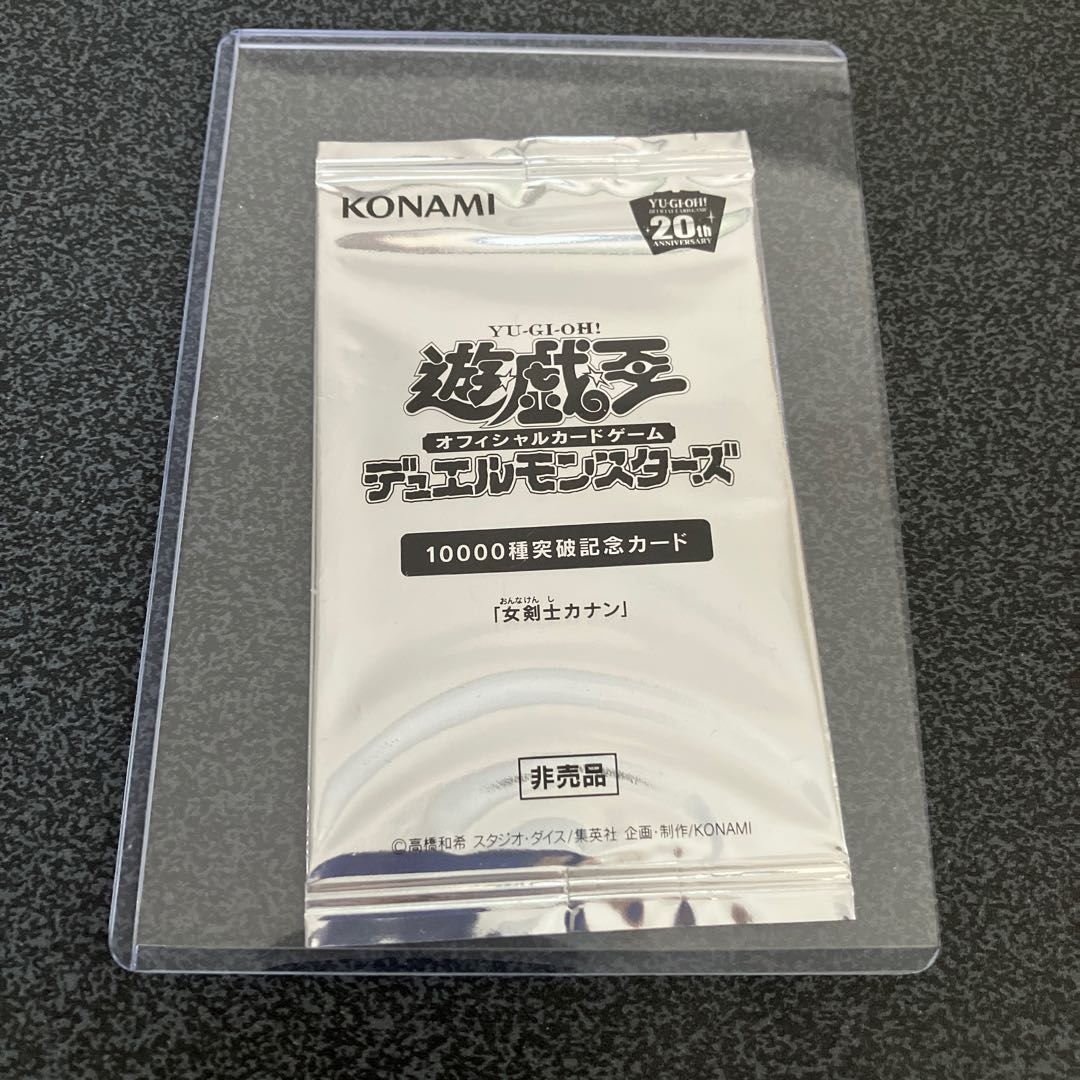 KONAMI
YU-GI-OH!
OFFICIAL CARD GAME
20th
ANNIVERSARY
YU-GI-OH!
遊戯王
オフィシャルカードゲーム
デュエルモンスターズ
10000種突破記念カード
おんなけんし
「女剣士カナン」
非売品
©高橋和希 スタジオ・ダイス/集英社 企画・制作/KONAMI